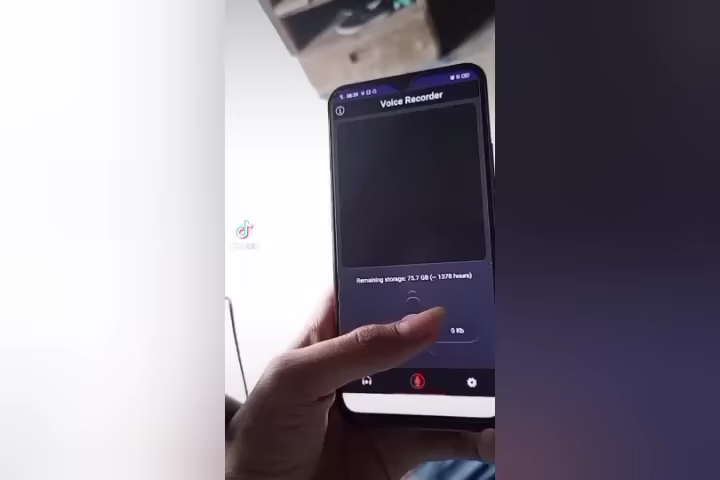 Voice Recorder
Remaining storage: 75.7 GB (~ 1378 hours)
0 Kb